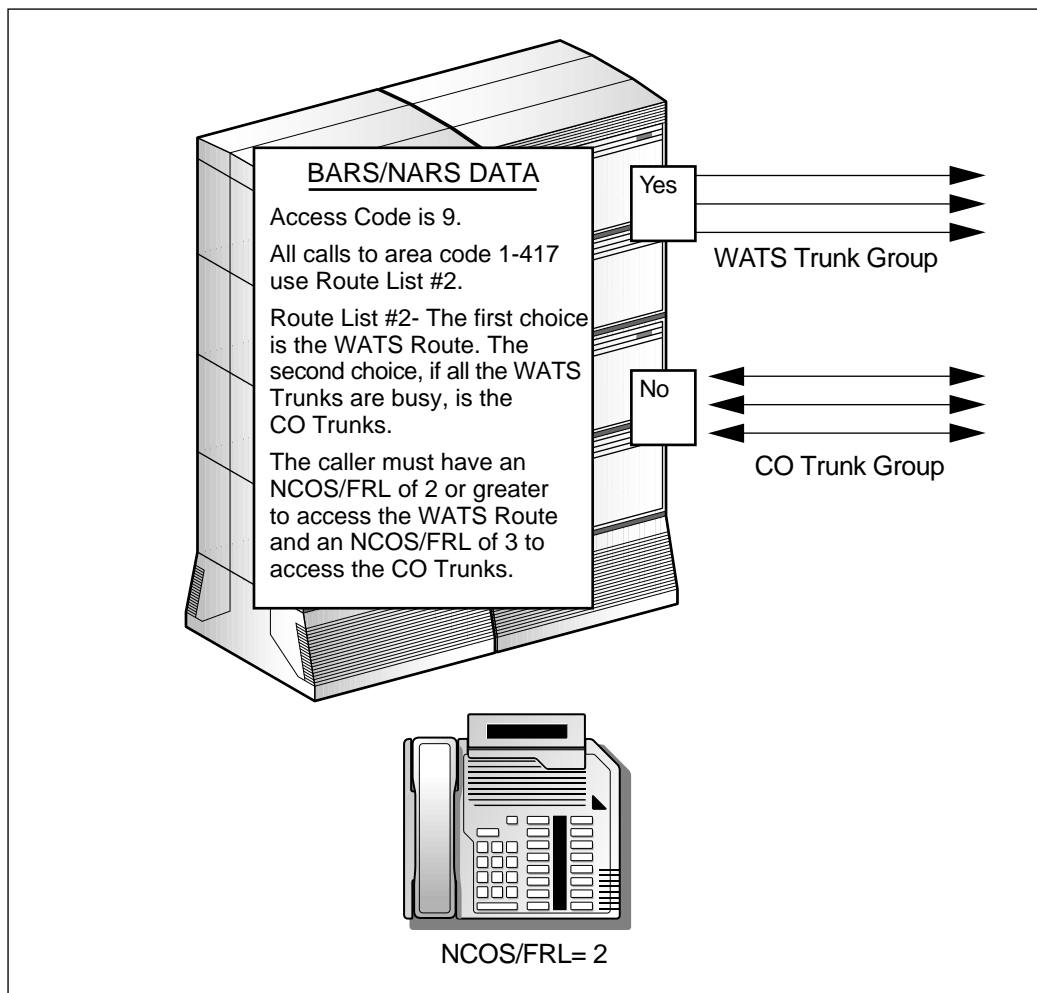 BARS/NARS DATA
Access Code is 9.
All calls to area code 1-417
use Route List #2.
Route List #2- The first choice
is the WATS Route. The
second choice, if all the WATS
Trunks are busy, is the
CO Trunks.
The caller must have an
NCOS/FRL of 2 or greater
to access the WATS Route
and an NCOS/FRL of 3 to
access the CO Trunks.
Yes
WATS Trunk Group
No
CO Trunk Group
NCOS/FRL= 2